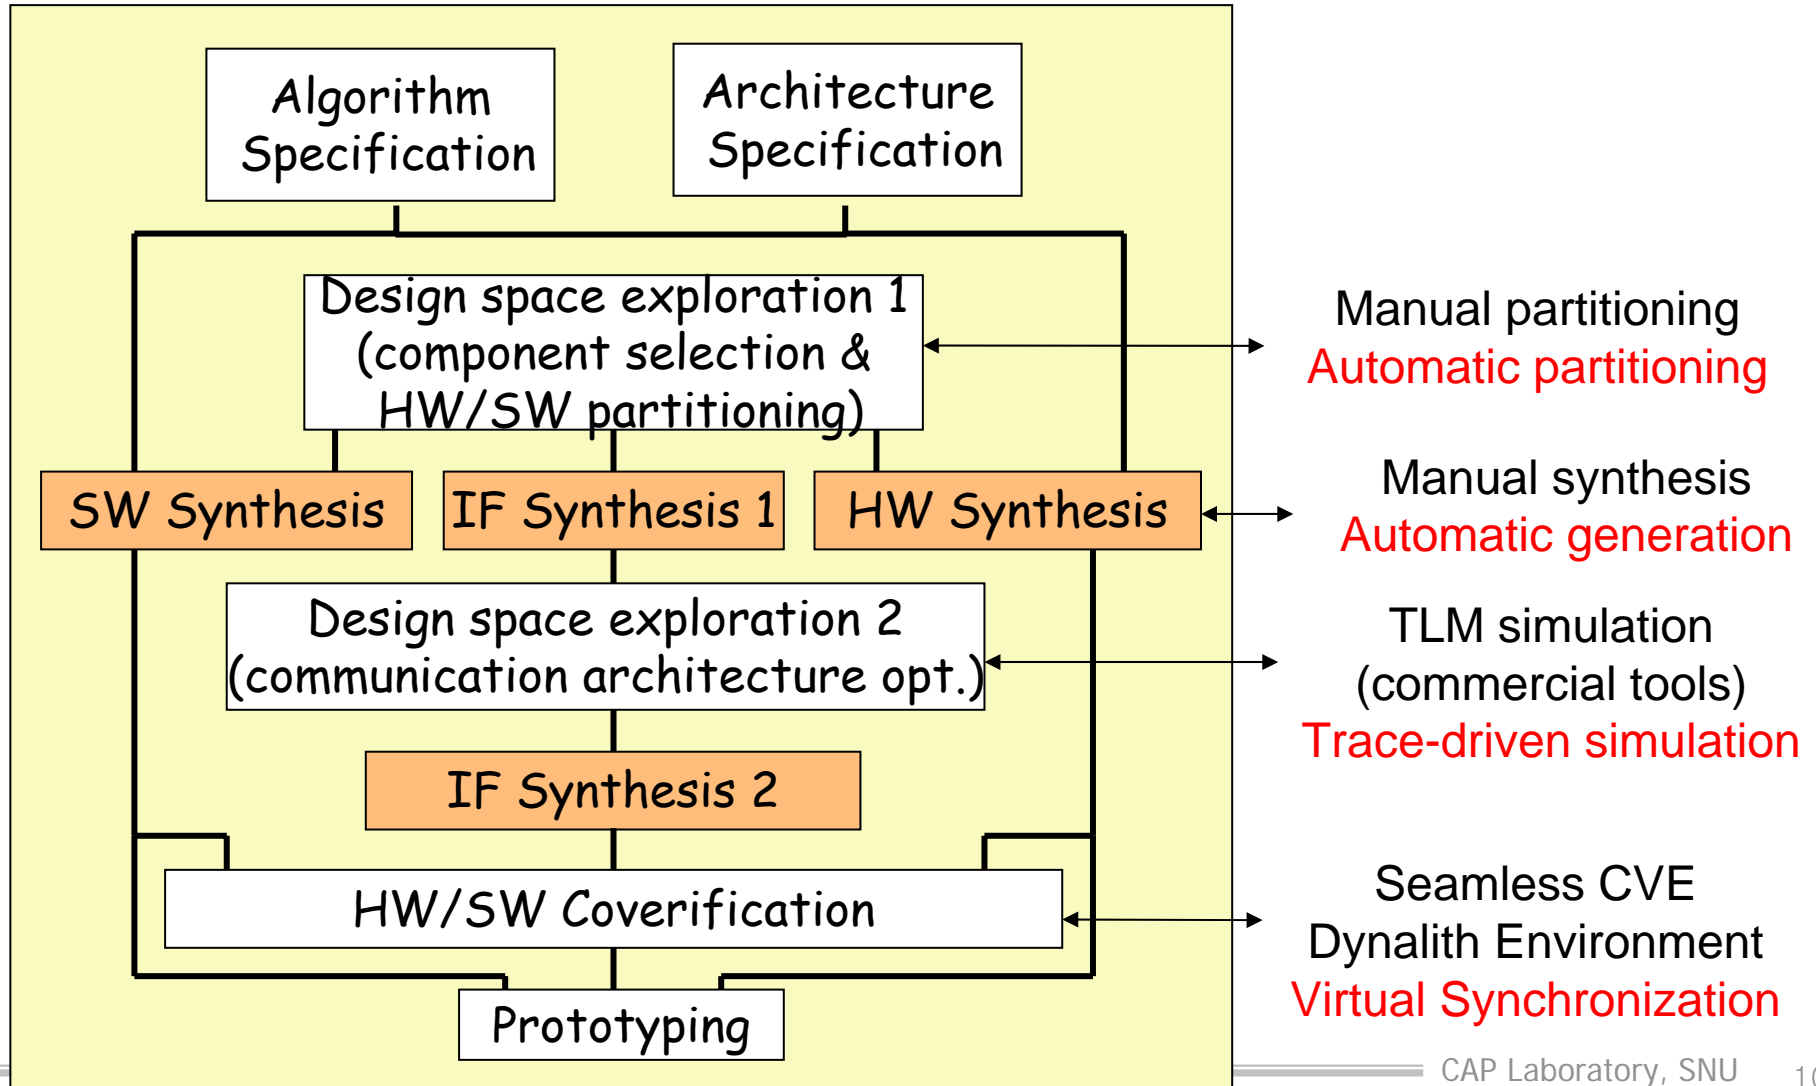 Algorithm
Specification
Architecture
Specification
Design space exploration 1
(component selection &
HW/SW partitioning)
Manual partitioning
Automatic partitioning
SW Synthesis
IF Synthesis 1
HW Synthesis
Manual synthesis
Automatic generation
Design space exploration 2
(communication architecture opt.)
TLM simulation
(commercial tools)
Trace-driven simulation
IF Synthesis 2
HW/SW Coverification
Seamless CVE
Dynalith Environment
Virtual Synchronization
Prototyping
CAP Laboratory, SNU